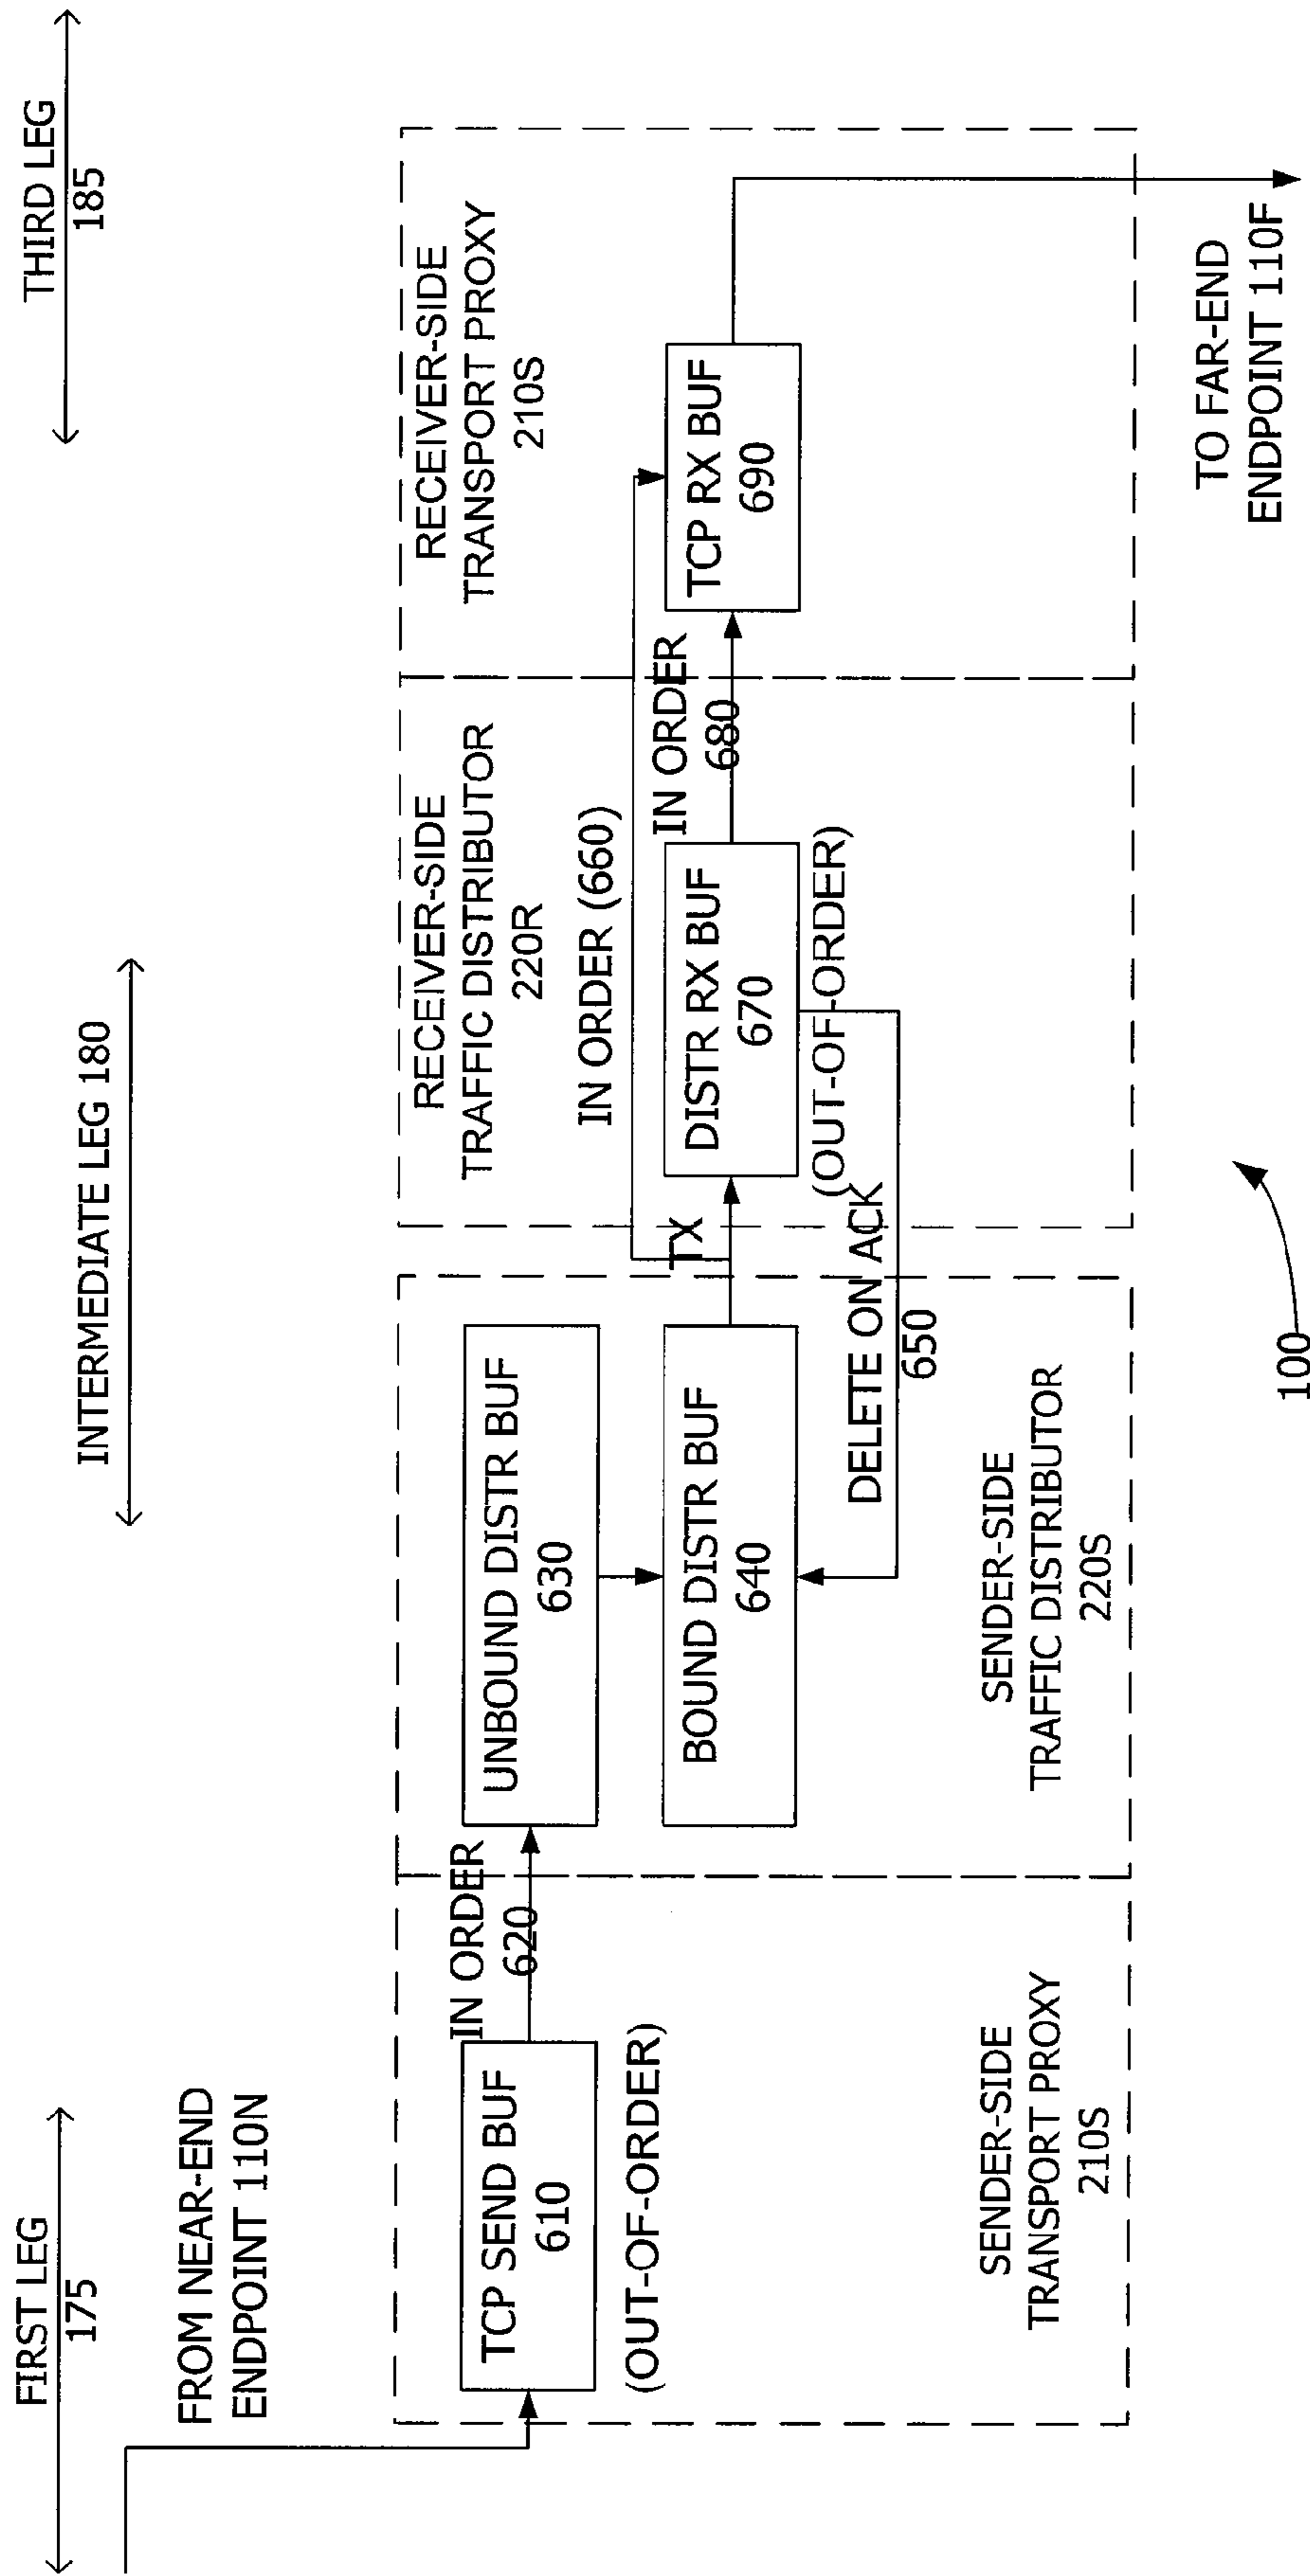 FIRST LEG
175
INTERMEDIATE LEG 180
THIRD LEG
185
FROM NEAR-END
ENDPOINT 110N
TCP SEND BUF
610
(OUT-OF-ORDER)
SENDER-SIDE
TRANSPORT PROXY
210S
IN ORDER
620
UNBOUND DISTR BUF
630
BOUND DISTR BUF
640
DELETE ON ACK
650
SENDER-SIDE
TRAFFIC DISTRIBUTOR
220S
TX
RECEIVER-SIDE
TRAFFIC DISTRIBUTOR
220R
IN ORDER (660)
DISTR RX BUF
670
(OUT-OF-ORDER)
IN ORDER
680
RECEIVER-SIDE
TRANSPORT PROXY
210S
TCP RX BUF
690
TO FAR-END
ENDPOINT 110F
100